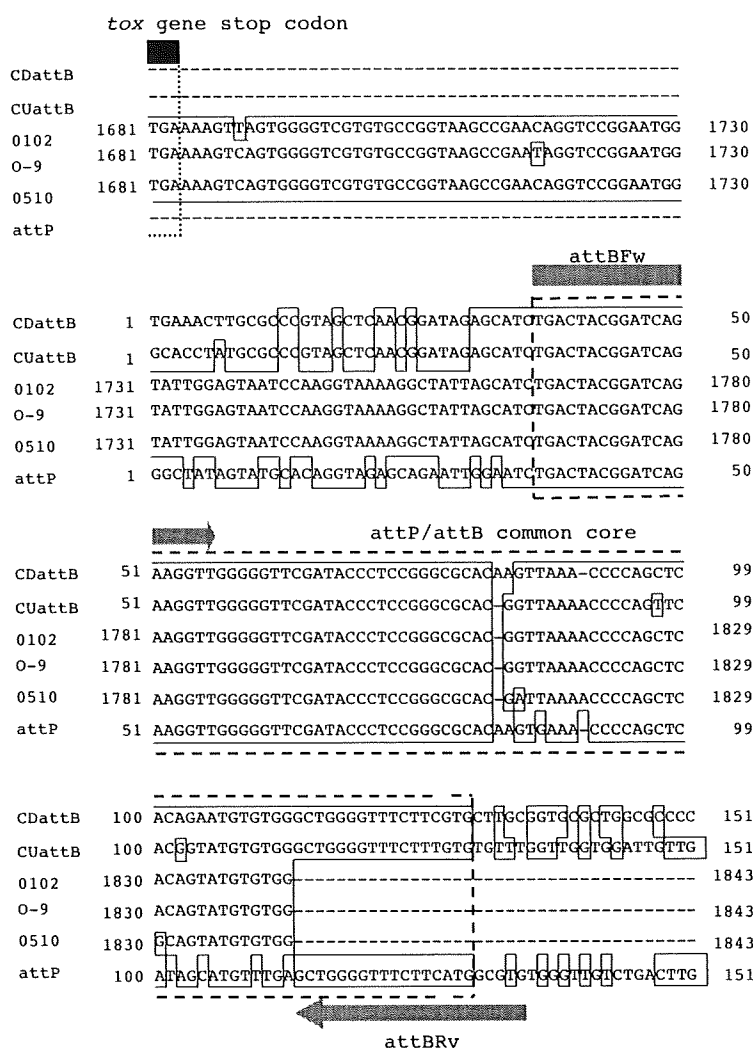 tox gene stop codon
CDattB
CUattB
0102 1681 TGAAAAGTTAGTGGGGTCGTGTGCCGGTAAGCCGAACAGGTCCGGAATGG 1730
O-9 1681 TGAAAAGTCAGTGGGGTCGTGTGCCGGTAAGCCGAATAGGTCCGGAATGG 1730
0510 1681 TGAAAAGTCAGTGGGGTCGTGTGCCGGTAAGCCGAACAGGTCCGGAATGG 1730
attP
attBFw
CDattB 1 TGAAACTTGCGCCCGTAGCTCAACGGATAGAGCATCTGACTACGGATCAG 50
CUattB 1 GCACCTATGCGCCCGTAGCTCAACGGATAGAGCATCTGACTACGGATCAG 50
0102 1731 TATTGGAGTAATCCAAGGTAAAAGGCTATTAGCATCTGACTACGGATCAG 1780
O-9 1731 TATTGGAGTAATCCAAGGTAAAAGGCTATTAGCATCTGACTACGGATCAG 1780
0510 1731 TATTGGAGTAATCCAAGGTAAAAGGCTATTAGCATCTGACTACGGATCAG 1780
attP 1 GGCTATAGTATGCACAGGTAGAGCAGAATTGGAATCTGACTACGGATCAG 50
attP/attB common core
CDattB 51 AAGGTTGGGGGTTCGATACCCTCCGGGCGCACAAGTTAAA-CCCCAGCTC 99
CUattB 51 AAGGTTGGGGGTTCGATACCCTCCGGGCGCAC-GGTTAAAACCCCAGTTC 99
0102 1781 AAGGTTGGGGGTTCGATACCCTCCGGGCGCAC-GGTTAAAACCCCAGCTC 1829
O-9 1781 AAGGTTGGGGGTTCGATACCCTCCGGGCGCAC-GGTTAAAACCCCAGCTC 1829
0510 1781 AAGGTTGGGGGTTCGATACCCTCCGGGCGCAC-GATTAAAACCCCAGCTC 1829
attP 51 AAGGTTGGGGGTTCGATACCCTCCGGGCGCACAAGTGAAA-CCCCAGCTC 99
CDattB 100 ACAGAATGTGTGGGCTGGGGTTTCTTCGTGCTTGCGGTGCGCTGGCGCCCC 151
CUattB 100 ACGGTATGTGTGGGCTGGGGTTTCTTTGTGTGTTTGGTTGGTGGATTGTTG 151
0102 1830 ACAGTATGTGTGG-------------------------------------- 1843
O-9 1830 ACAGTATGTGTGG-------------------------------------- 1843
0510 1830 GCAGTATGTGTGG-------------------------------------- 1843
attP 100 ATAGCATGTTTGAGCTGGGGTTTCTTCATGGCGTGTGGGTTGTCTGACTTG 151
attBRv